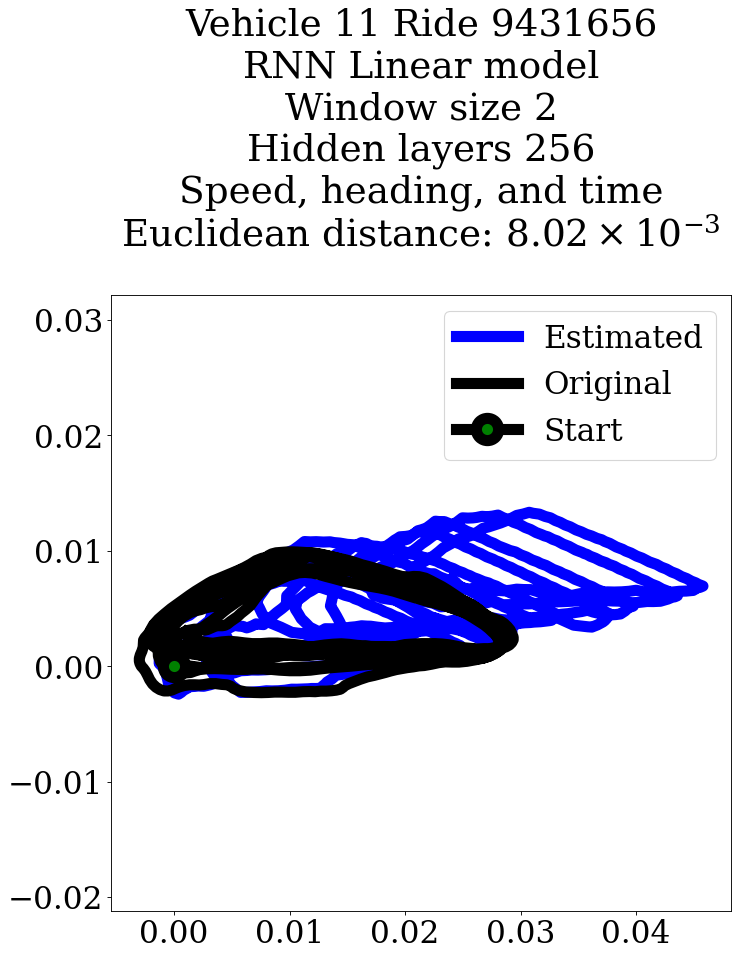 Vehicle 11 Ride 9431656
RNN Linear model
Window size 2
Hidden layers 256
Speed, heading, and time
Euclidean distance: 8.02 × 10⁻³
Estimated
Original
Start
0.03
0.02
0.01
0.00
−0.01
−0.02
0.00 0.01 0.02 0.03 0.04